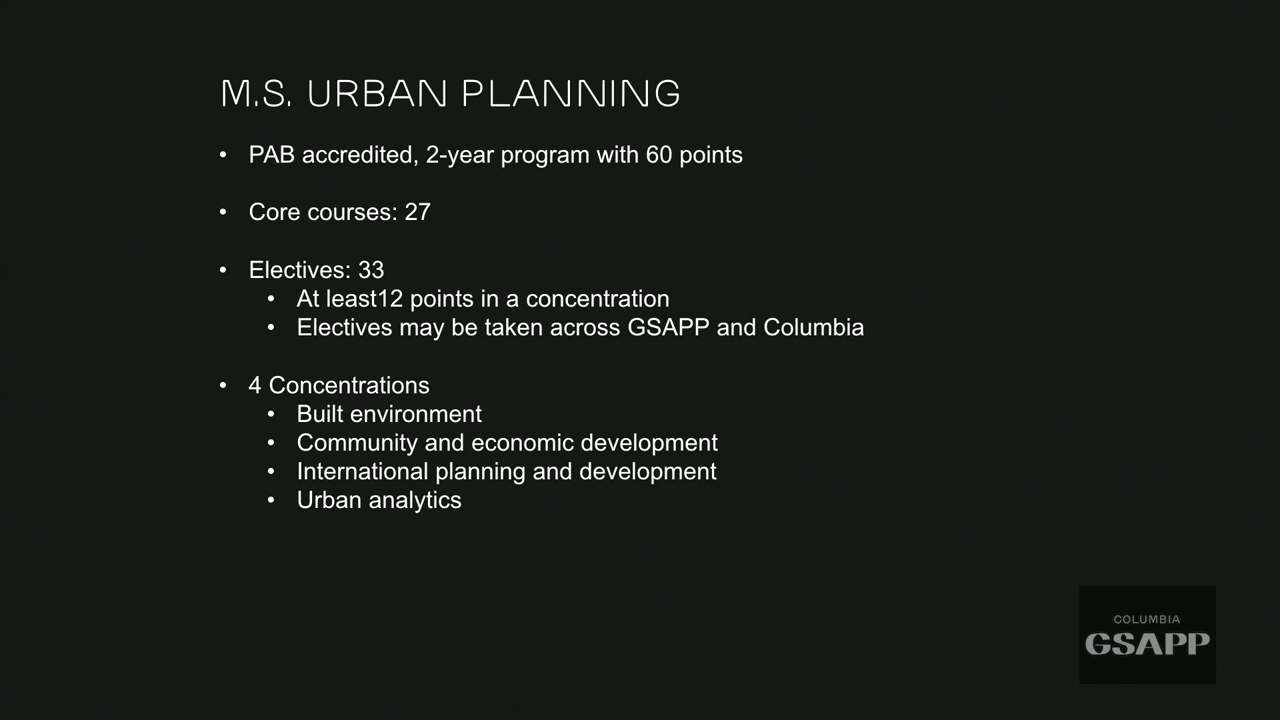 M.S. URBAN PLANNING
• PAB accredited, 2-year program with 60 points
• Core courses: 27
• Electives: 33
• At least12 points in a concentration
• Electives may be taken across GSAPP and Columbia
• 4 Concentrations
• Built environment
• Community and economic development
• International planning and development
• Urban analytics
COLUMBIA
GSAPP